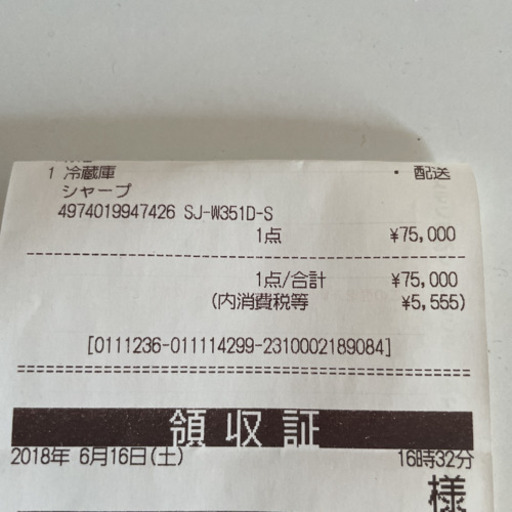 1 冷蔵庫 ・ 配送
シャープ
4974019947426 SJ-W351D-S
1点 ¥75,000
1点/合計 ¥75,000
(内消費税等 ¥5,555)
[0111236-011114299-2310002189084]
領収証
2018年 6月16日(土) 16時32分
様